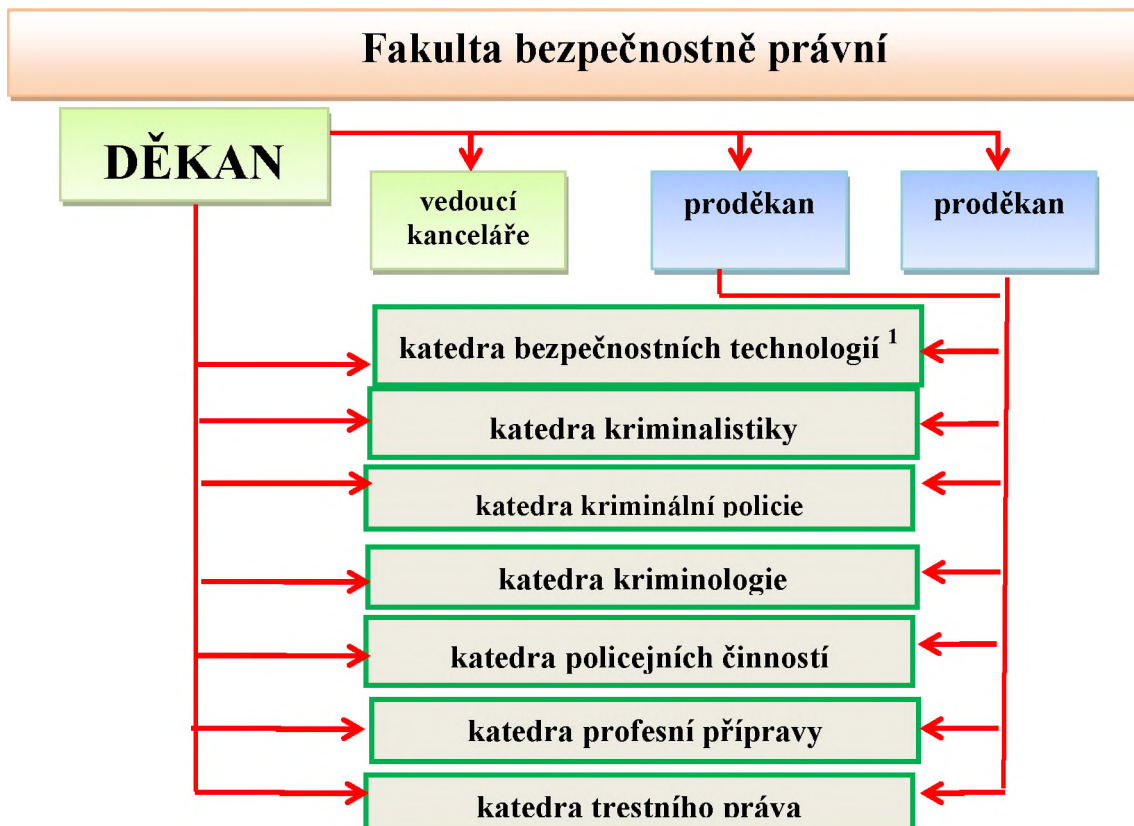 Fakulta bezpečnostně právní
DĚKAN
vedoucí
kanceláře
proděkan
proděkan
katedra bezpečnostních technologií 1
katedra kriminalistiky
katedra kriminální policie
katedra kriminologie
katedra policejních činností
katedra profesní přípravy
katedra trestního práva